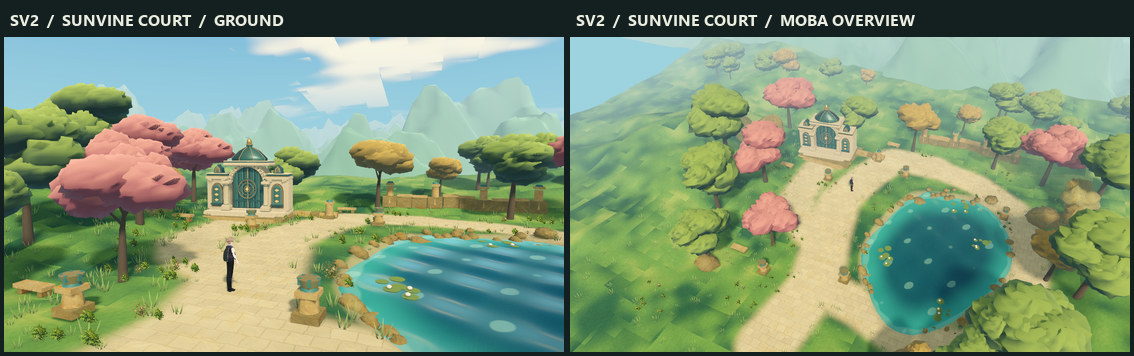 SV2 / SUNVINE COURT / GROUND
SV2 / SUNVINE COURT / MOBA OVERVIEW